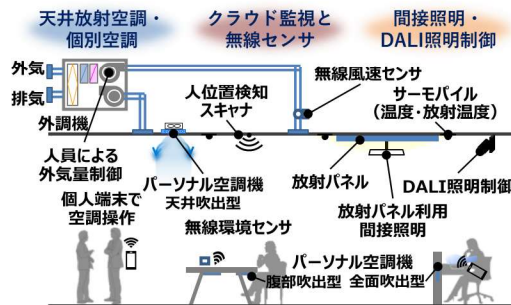 天井放射空調・
個別空調
クラウド監視と
無線センサ
間接照明・
DALI照明制御
外気
排気
外調機
人員による
外気量制御
人位置検知
スキャナ
無線風速センサ
サーモパイル
(温度・放射温度)
パーソナル空調機
天井吹出型
放射パネル
DALI照明制御
放射パネル利用
間接照明
個人端末で
空調操作
無線環境センサ
パーソナル空調機
腹部吹出型
全面吹出型